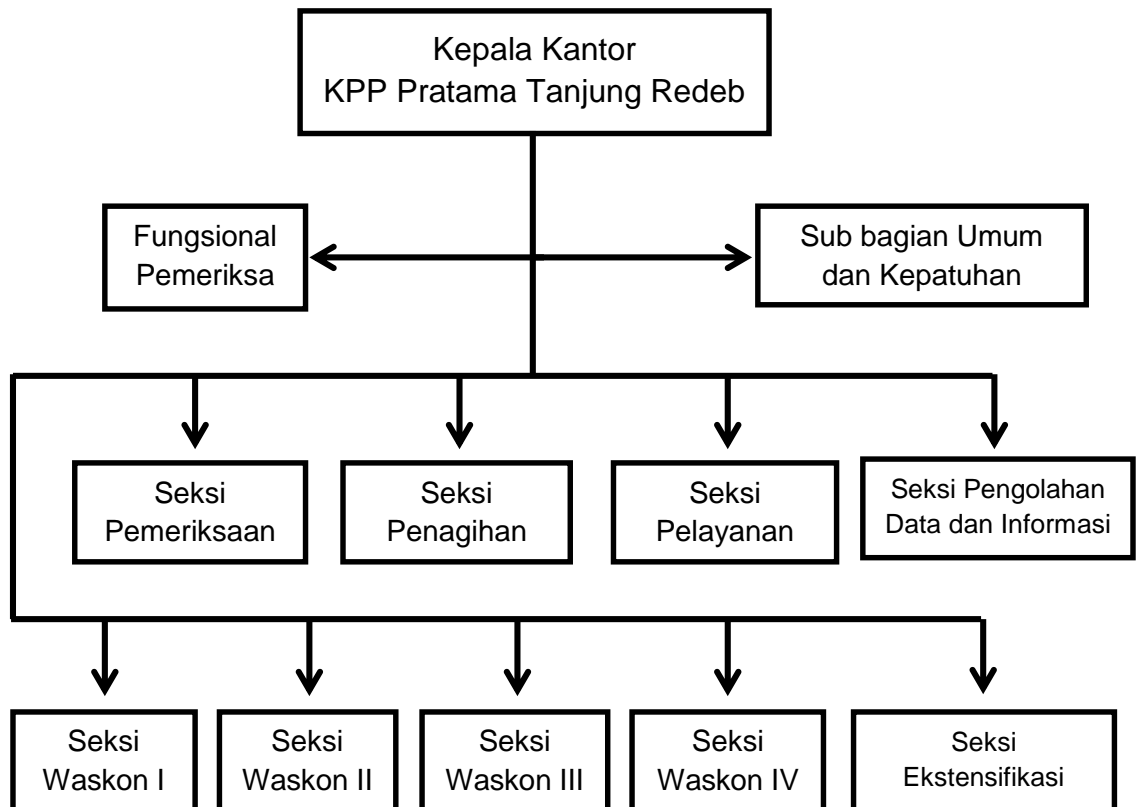 Kepala Kantor
KPP Pratama Tanjung Redeb
Fungsional
Pemeriksa
Sub bagian Umum
dan Kepatuhan
Seksi
Pemeriksaan
Seksi
Penagihan
Seksi
Pelayanan
Seksi Pengolahan
Data dan Informasi
Seksi
Waskon I
Seksi
Waskon II
Seksi
Waskon III
Seksi
Waskon IV
Seksi
Ekstensifikasi